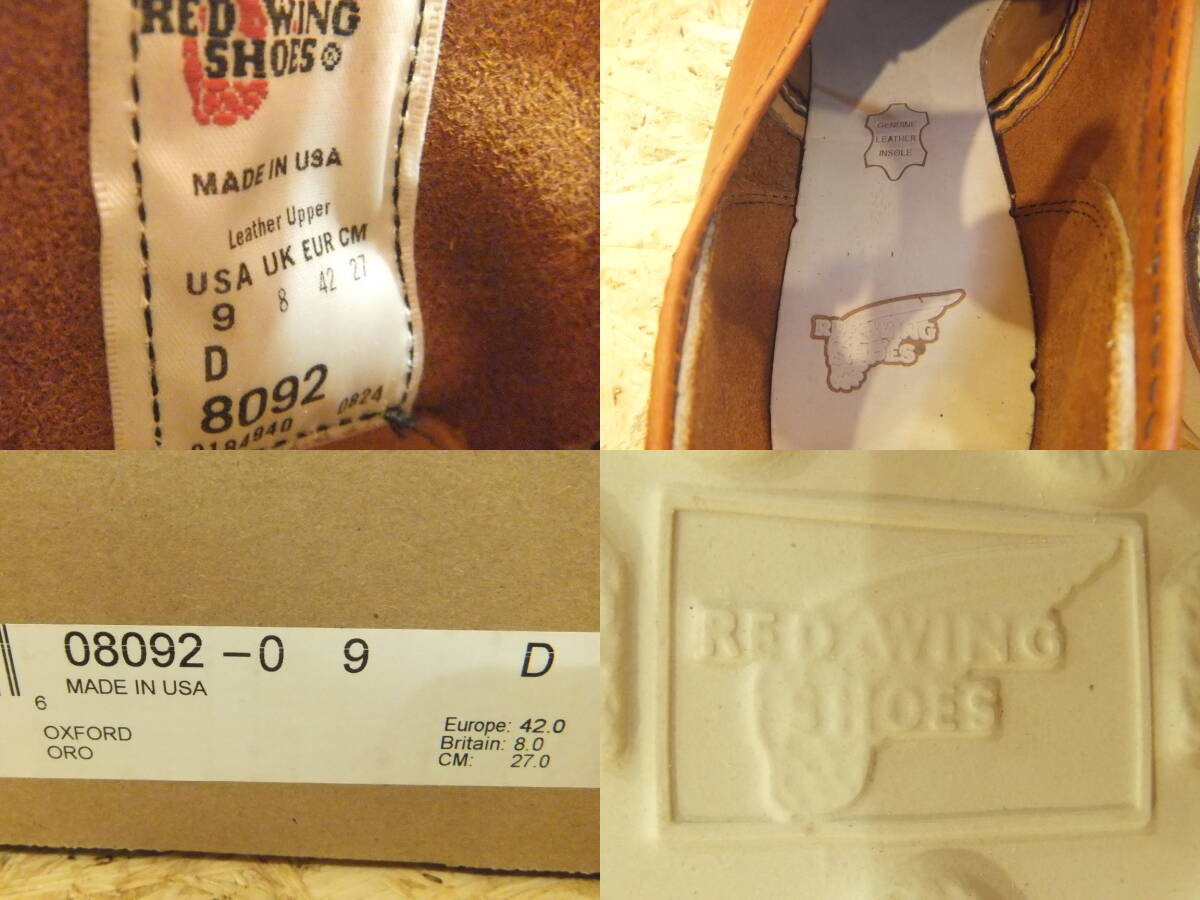 RED WING
SHOES®
MADE IN USA
Leather Upper
USA UK EUR CM
9 8 42 27
D
8092
0184940 0824
GENUINE
LEATHER
INSOLE
RED WING
SHOES
08092 -0 9 D
MADE IN USA
6
OXFORD
ORO
Europe: 42.0
Britain: 8.0
CM: 27.0
RED WING
SHOES